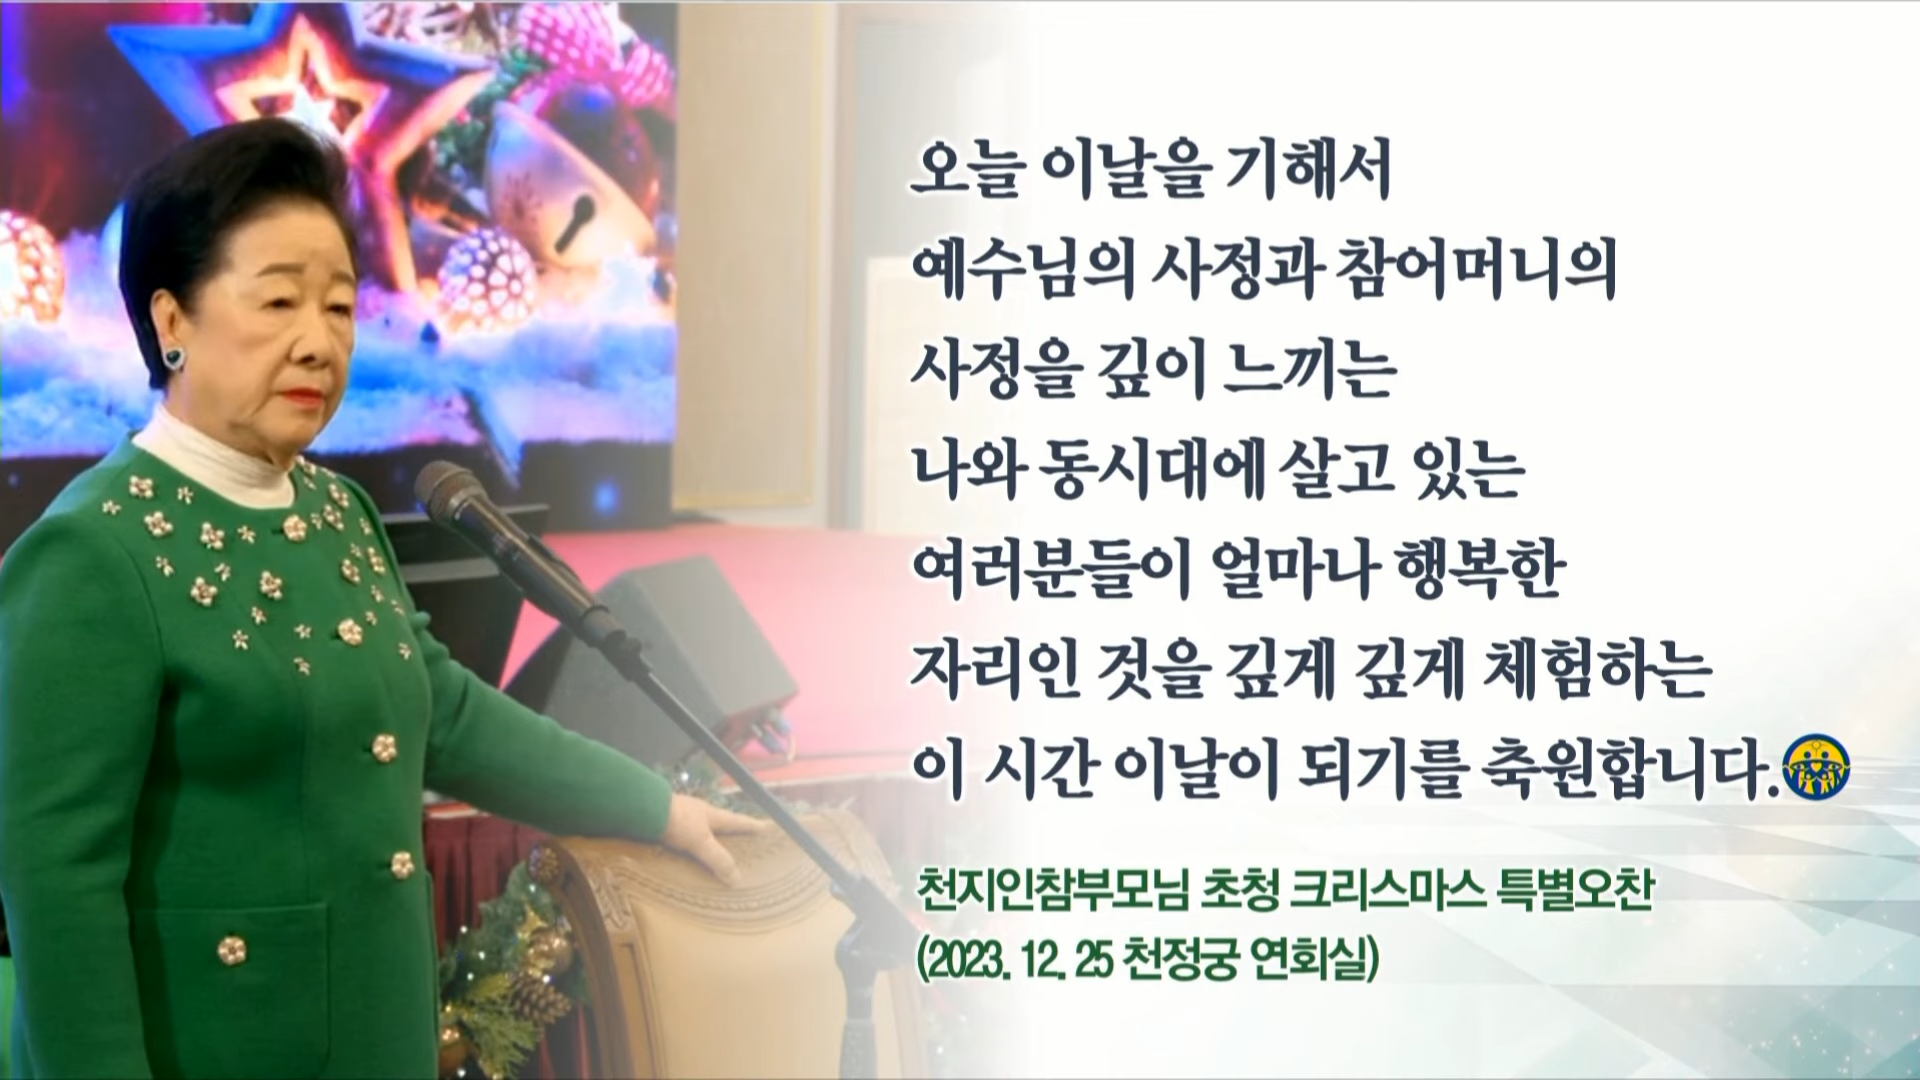 오늘 이날을 기해서
예수님의 사정과 참어머니의
사정을 깊이 느끼는
나와 동시대에 살고 있는
여러분들이 얼마나 행복한
자리인 것을 깊게 깊게 체험하는
이 시간 이날이 되기를 축원합니다.
천지인참부모님 초청 크리스마스 특별오찬
(2023. 12. 25 천정궁 연회실)